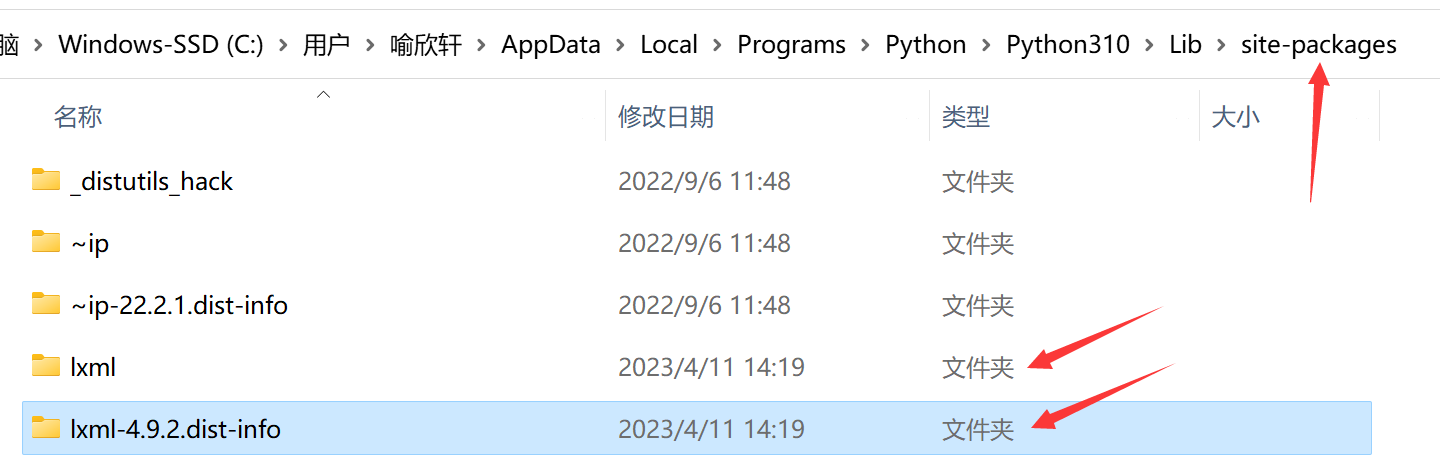 脑 > Windows-SSD (C:) > 用户 > 喻欣轩 > AppData > Local > Programs > Python > Python310 > Lib > site-packages
名称 修改日期 类型 大小
_distutils_hack 2022/9/6 11:48 文件夹
~ip 2022/9/6 11:48 文件夹
~ip-22.2.1.dist-info 2022/9/6 11:48 文件夹
lxml 2023/4/11 14:19 文件夹
lxml-4.9.2.dist-info 2023/4/11 14:19 文件夹